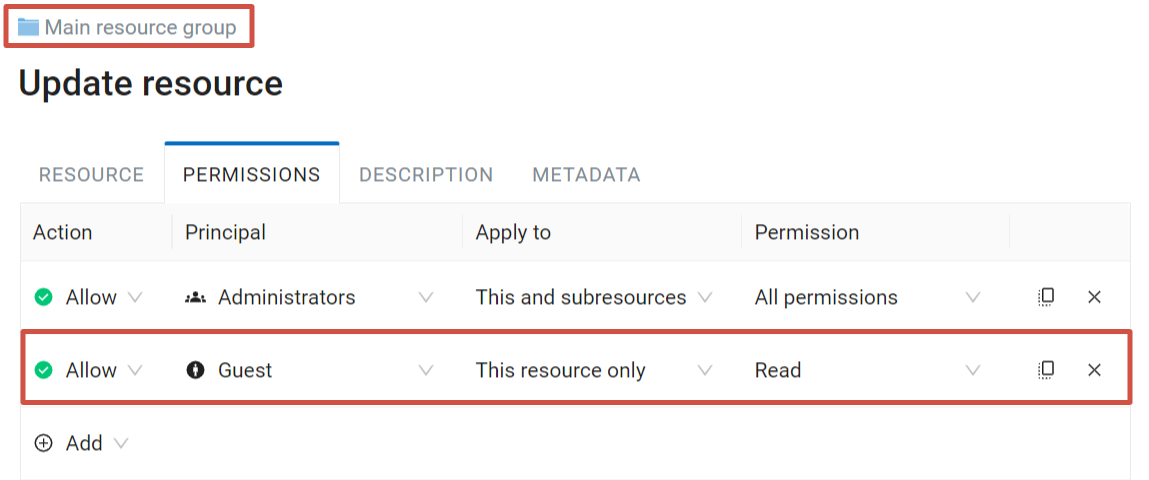 Main resource group
Update resource
RESOURCE PERMISSIONS DESCRIPTION METADATA
Action Principal Apply to Permission
Allow Administrators This and subresources All permissions
Allow Guest This resource only Read
Add